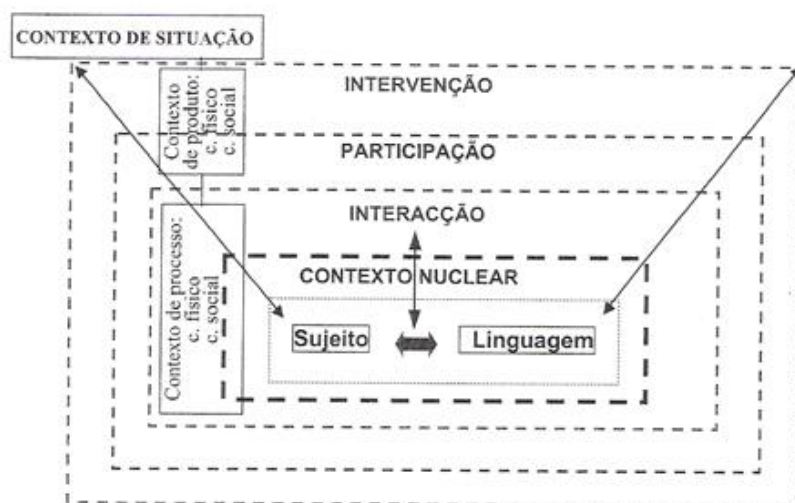 CONTEXTO DE SITUAÇÃO
INTERVENÇÃO
Contexto
de produto:
c. físico
c. social
PARTICIPAÇÃO
INTERACÇÃO
Contexto de processo:
c. físico
c. social
CONTEXTO NUCLEAR
Sujeito
Linguagem